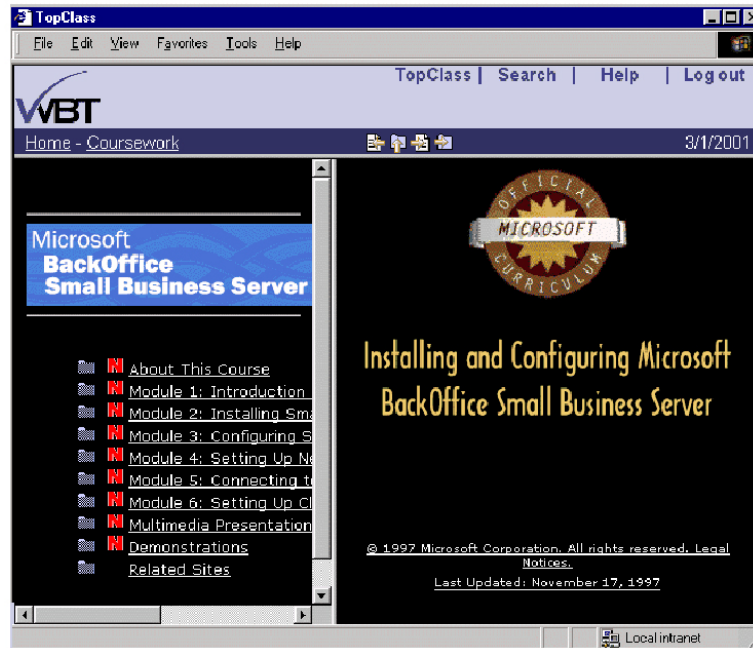 TopClass
File Edit View Favorites Tools Help
TopClass | Search | Help | Logout
WBT
Home - Coursework
3/1/2001
Microsoft
BackOffice
Small Business Server
About This Course
Module 1: Introduction
Module 2: Installing Sma
Module 3: Configuring S
Module 4: Setting Up Ne
Module 5: Connecting to
Module 6: Setting Up Cl
Multimedia Presentation
Demonstrations
Related Sites
OFFICIAL
MICROSOFT
CURRICULUM
Installing and Configuring Microsoft
BackOffice Small Business Server
© 1997 Microsoft Corporation. All rights reserved. Legal
Notices.
Last Updated: November 17, 1997
Local intranet